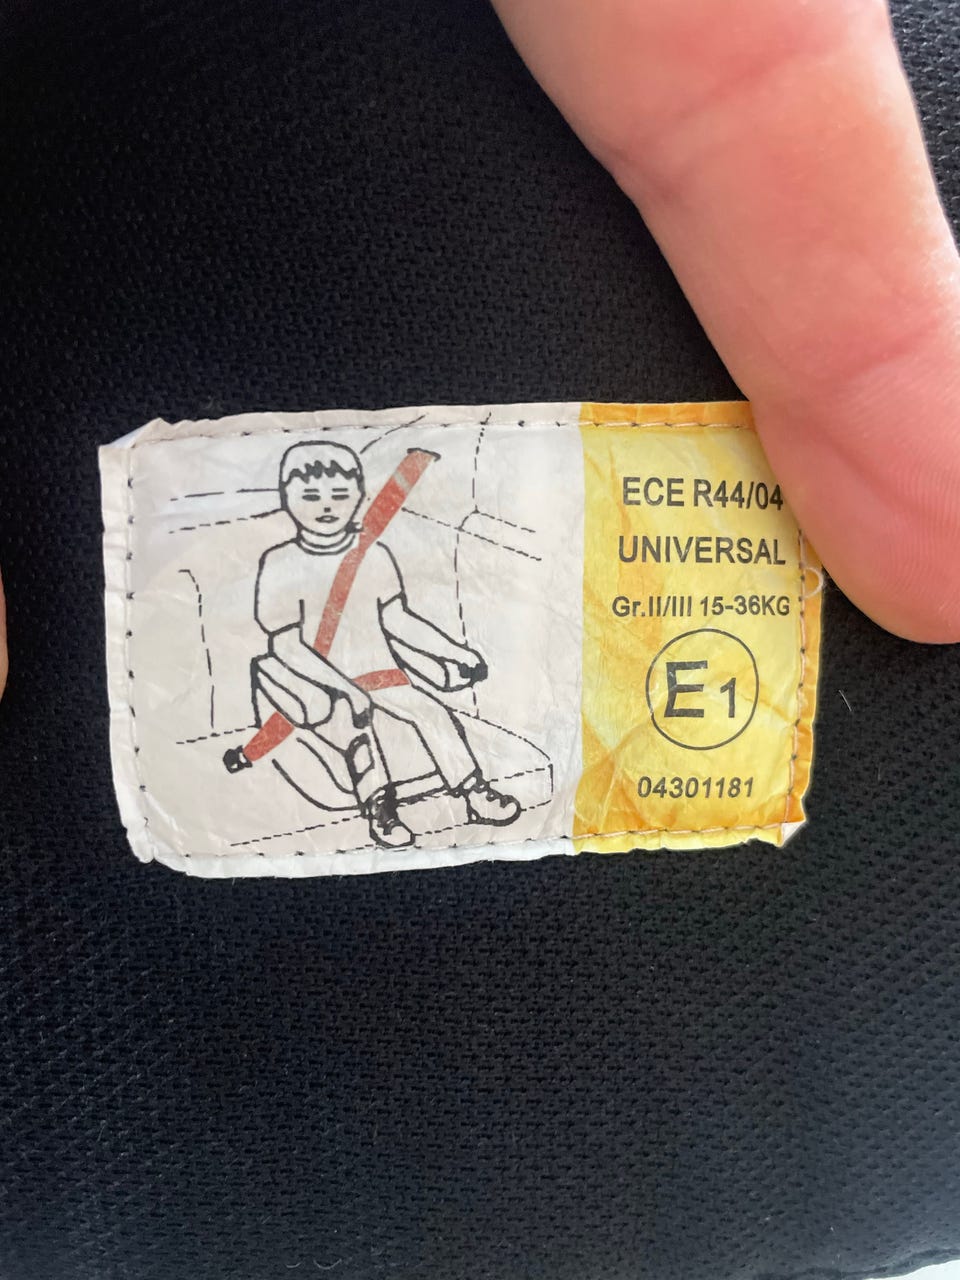 ECE R44/04
UNIVERSAL
Gr.II/III 15-36KG
E1
04301181